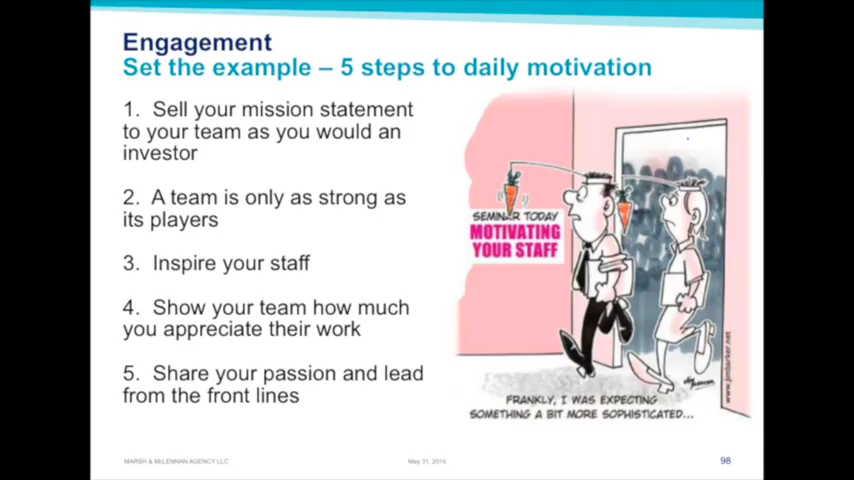 Engagement
Set the example – 5 steps to daily motivation
1. Sell your mission statement
to your team as you would an
investor
2. A team is only as strong as
its players
3. Inspire your staff
4. Show your team how much
you appreciate their work
5. Share your passion and lead
from the front lines
SEMINAR TODAY
MOTIVATING
YOUR STAFF
www.jimbarker.net
FRANKLY, I WAS EXPECTING
SOMETHING A BIT MORE SOPHISTICATED...
MARSH & McLENNAN AGENCY LLC
May 31, 2016
98